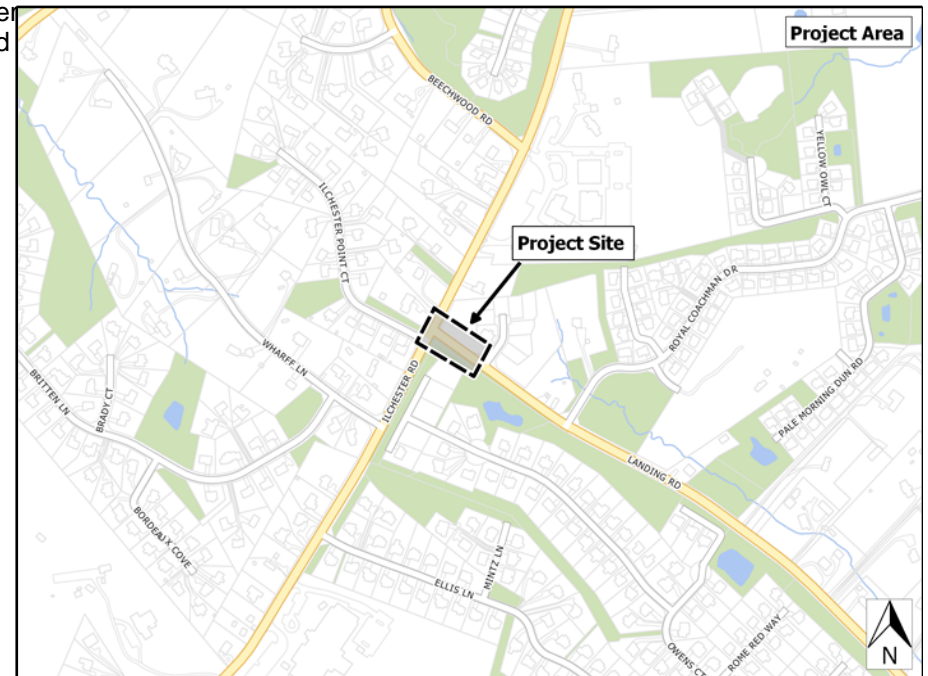 er
d
Project Area
BEECHWOOD RD
YELLOW OWL CT
ILCHESTER POINT CT
Project Site
ROYAL COACHMAN DR
WHARFF LN
ILCHESTER RD
BRITTEN LN
BRADY CT
PALE MORNING DUN RD
LANDING RD
BORDEAUX COVE
MINTZ LN
ELLIS LN
OWENS CT
ROME RED WAY
N